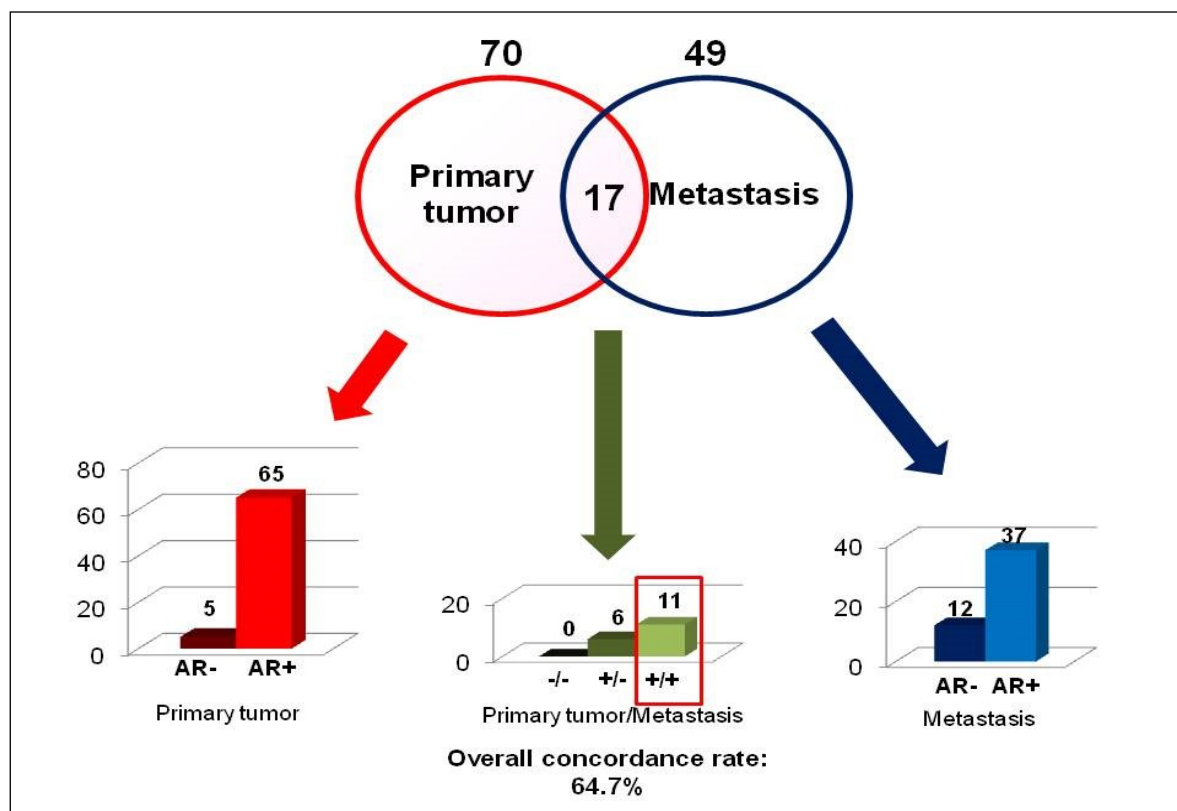 70 49
Primary
tumor
17
Metastasis
80
60
40
20
0
5
65
AR- AR+
Primary tumor
20
0
0
6
11
-/- +/- +/+
Primary tumor/Metastasis
40
20
0
12
37
AR- AR+
Metastasis
Overall concordance rate:
64.7%